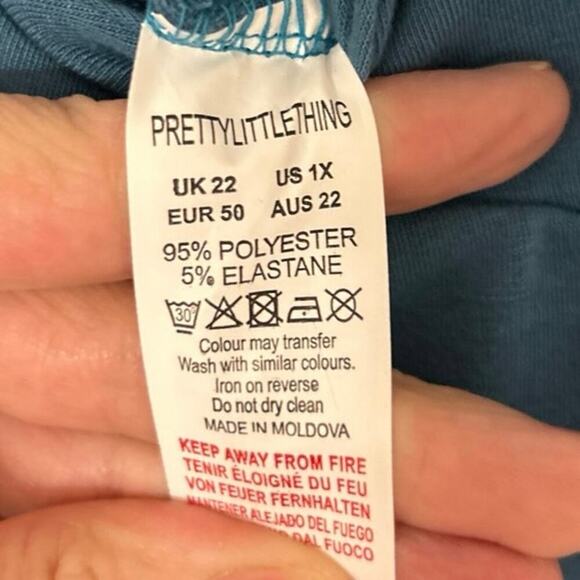 PRETTYLITTLETHING
UK 22 US 1X
EUR 50 AUS 22
95% POLYESTER
5% ELASTANE
30°
Colour may transfer
Wash with similar colours.
Iron on reverse
Do not dry clean
MADE IN MOLDOVA
KEEP AWAY FROM FIRE
TENIR ÉLOIGNÉ DU FEU
VON FEUER FERNHALTEN
MANTENER ALEJADO DEL FUEGO
DAL FUOCO